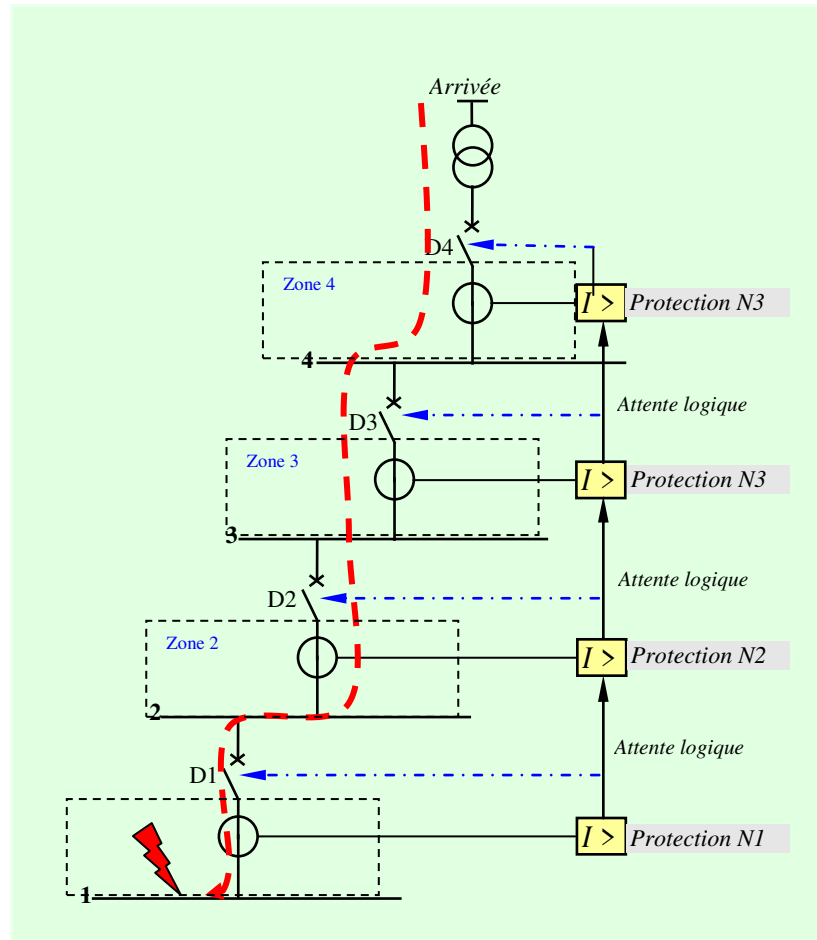 Arrivée
D4
Zone 4
I > Protection N3
4
Attente logique
D3
Zone 3
I > Protection N3
3
Attente logique
D2
Zone 2
I > Protection N2
2
Attente logique
D1
I > Protection N1
1